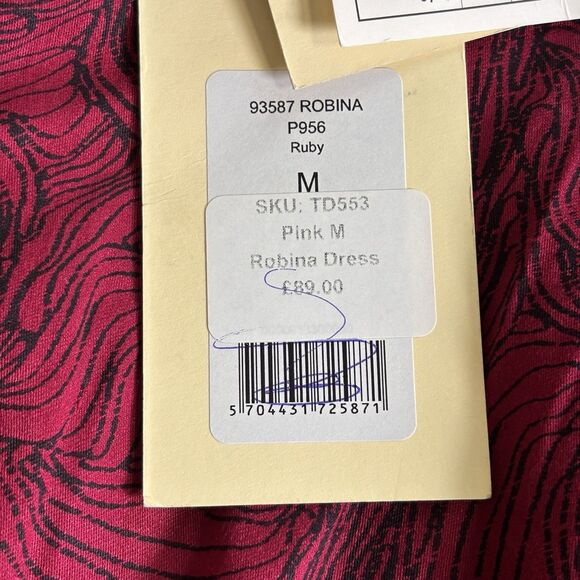 93587 ROBINA
P956
Ruby
M
SKU: TD553
Pink M
Robina Dress
£89.00
5 704431 725871